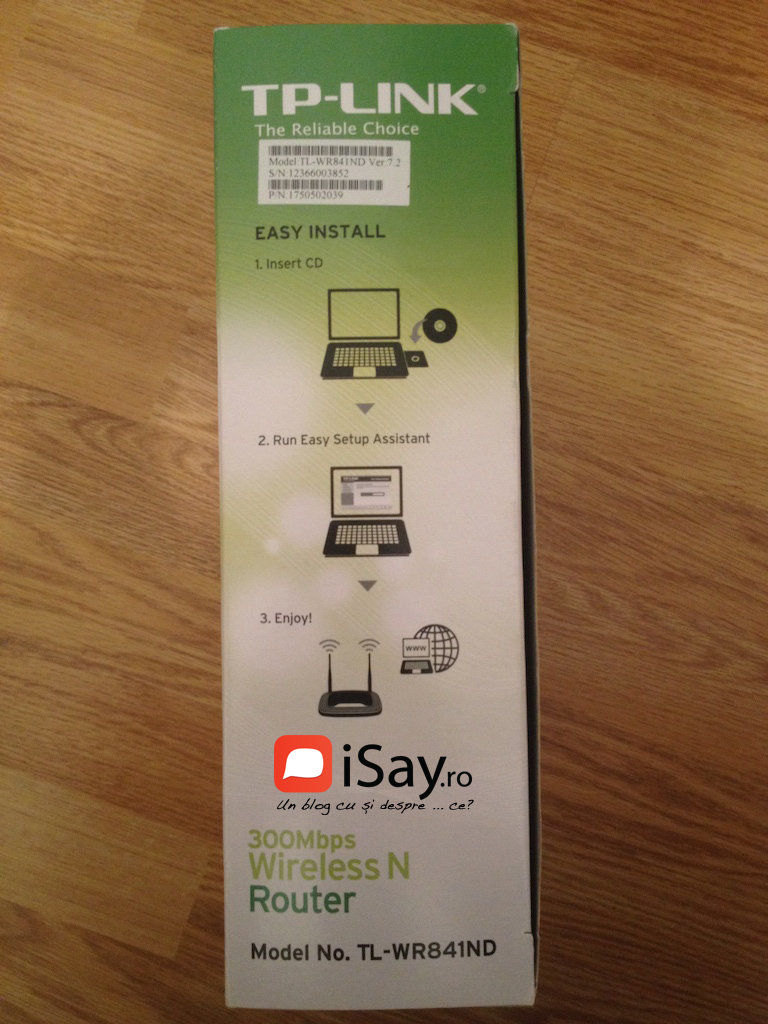 TP-LINK®
The Reliable Choice
Model:TL-WR841ND Ver:7.2
S/N:12366003852
P/N:1750502039
EASY INSTALL
1. Insert CD
2. Run Easy Setup Assistant
3. Enjoy!
www
iSay.ro
Un blog cu și despre ... ce?
300Mbps
Wireless N
Router
Model No. TL-WR841ND